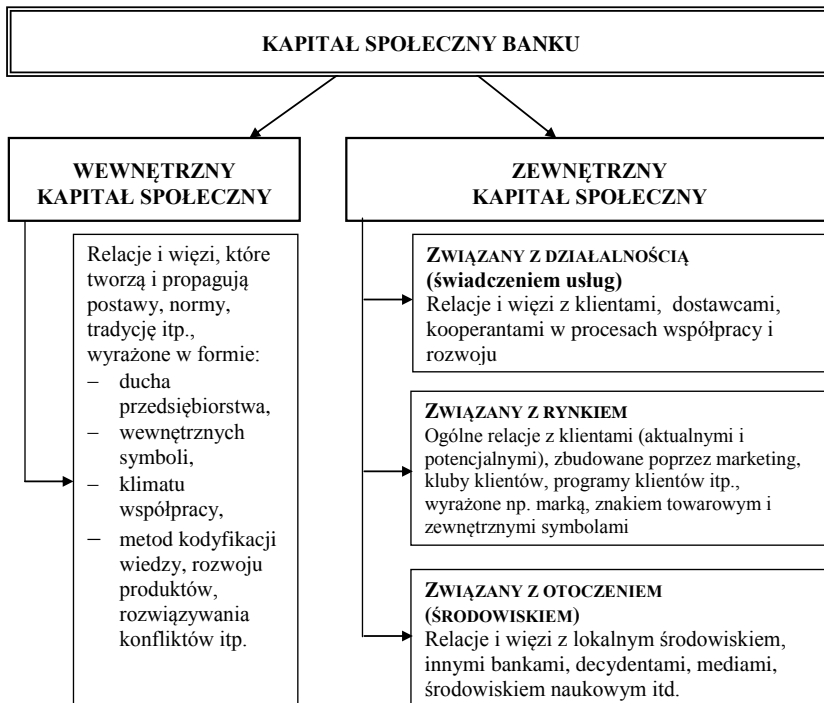 KAPITAŁ SPOŁECZNY BANKU
WEWNĘTRZNY
KAPITAŁ SPOŁECZNY
Relacje i więzi, które
tworzą i propagują
postawy, normy,
tradycję itp.,
wyrażone w formie:
– ducha
przedsiębiorstwa,
– wewnętrznych
symboli,
– klimatu
współpracy,
– metod kodyfikacji
wiedzy, rozwoju
produktów,
rozwiązywania
konfliktów itp.
ZEWNĘTRZNY
KAPITAŁ SPOŁECZNY
ZWIĄZANY Z DZIAŁALNOŚCIĄ
(świadczeniem usług)
Relacje i więzi z klientami, dostawcami,
kooperantami w procesach współpracy i
rozwoju
ZWIĄZANY Z RYNKIEM
Ogólne relacje z klientami (aktualnymi i
potencjalnymi), zbudowane poprzez marketing,
kluby klientów, programy klientów itp.,
wyrażone np. marką, znakiem towarowym i
zewnętrznymi symbolami
ZWIĄZANY Z OTOCZENIEM
(ŚRODOWISKIEM)
Relacje i więzi z lokalnym środowiskiem,
innymi bankami, decydentami, mediami,
środowiskiem naukowym itd.